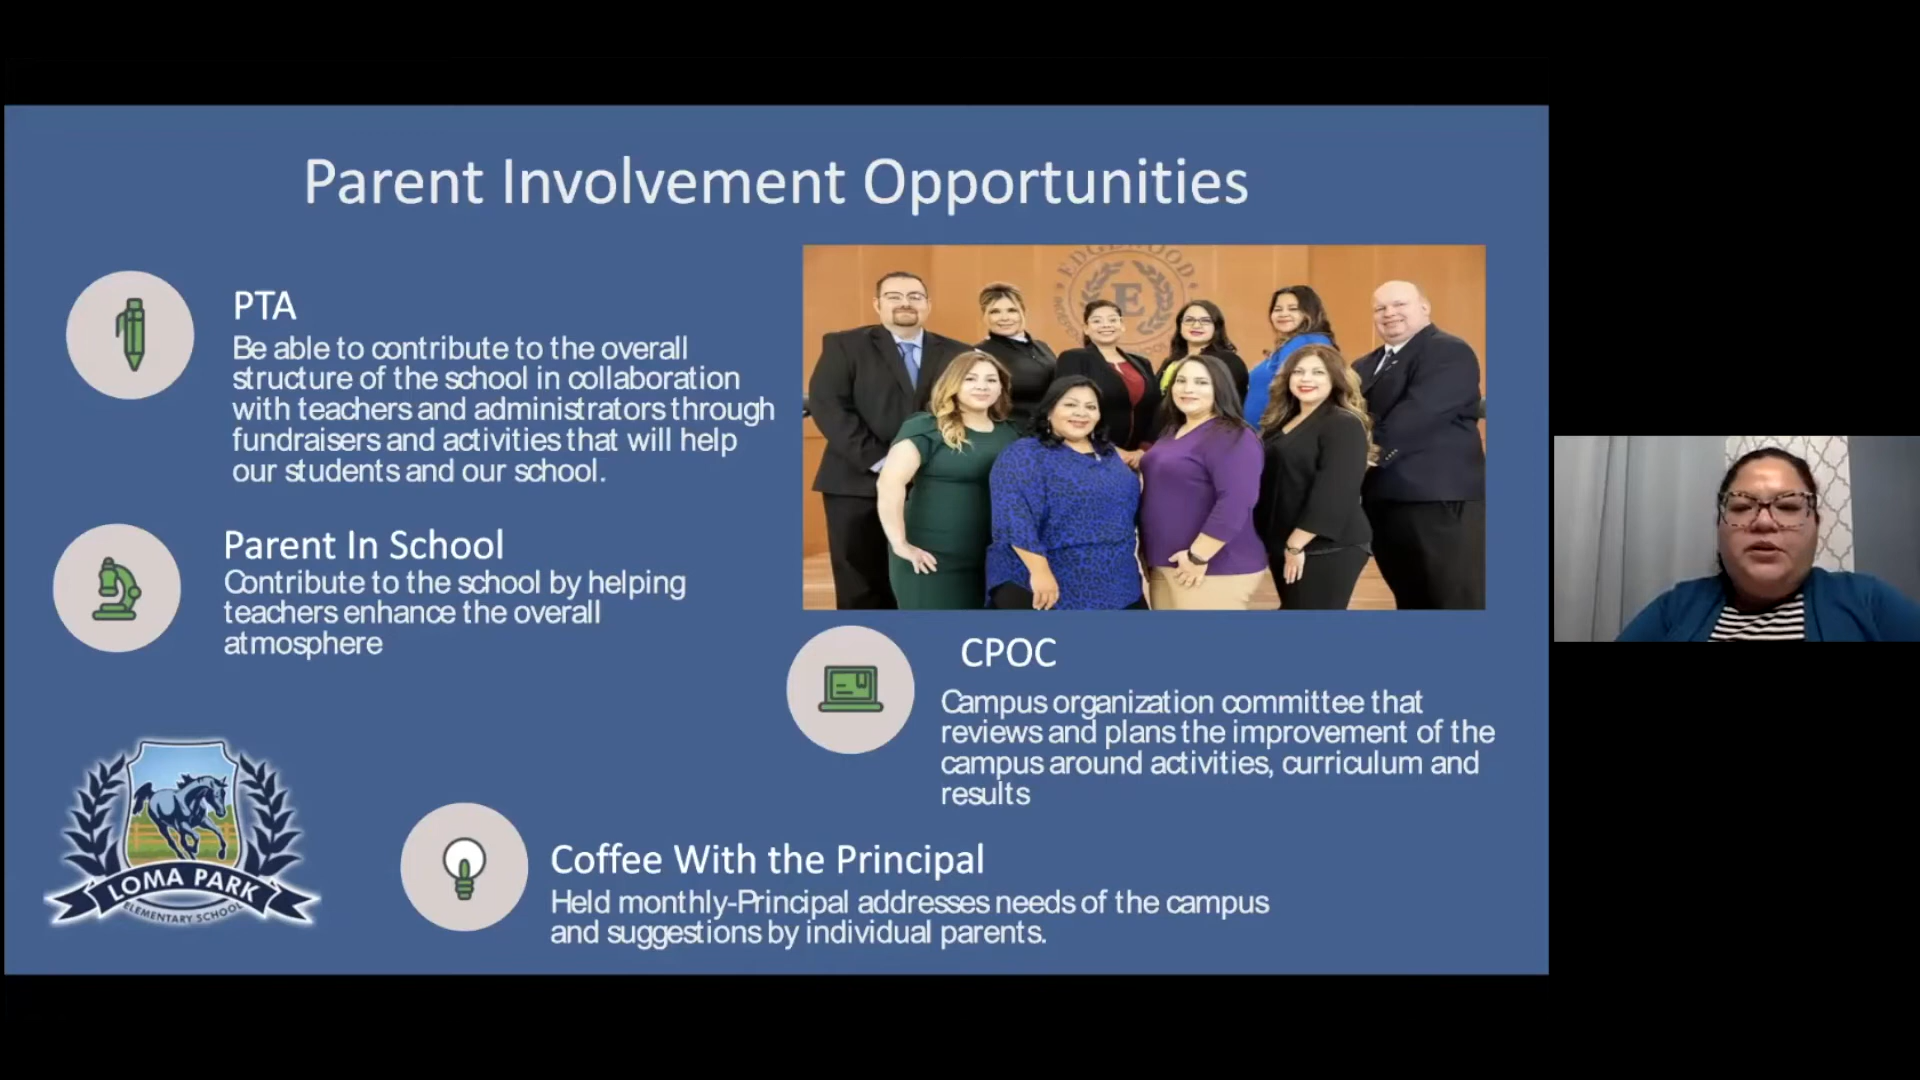 Parent Involvement Opportunities
PTA
Be able to contribute to the overall
structure of the school in collaboration
with teachers and administrators through
fundraisers and activities that will help
our students and our school.
EDGEWOOD
E
Parent In School
Contribute to the school by helping
teachers enhance the overall
atmosphere
CPOC
Campus organization committee that
reviews and plans the improvement of the
campus around activities, curriculum and
results
Coffee With the Principal
Held monthly-Principal addresses needs of the campus
and suggestions by individual parents.
LOMA PARK
ELEMENTARY SCHOOL